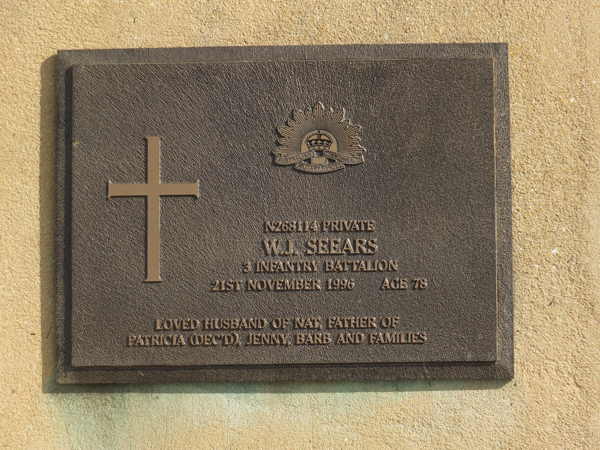 N268114 PRIVATE
W.J. SEEARS
3 INFANTRY BATTALION
21ST NOVEMBER 1996 AGE 78
LOVED HUSBAND OF NAT, FATHER OF
PATRICIA (DEC'D), JENNY, BARB AND FAMILIES